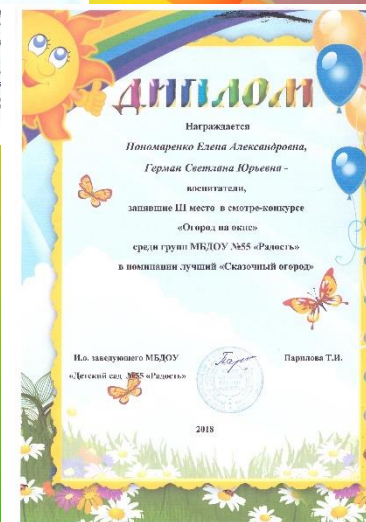 ДИПЛОМ
Награждается
Пономаренко Елена Александровна,
Герман Светлана Юрьевна -
воспитатели,
занявшие III место в смотре-конкурсе
«Огород на окне»
среди групп МБДОУ №55 «Радость»
в номинации лучший «Сказочный огород»
И.о. заведующего МБДОУ
Парилова Т.И.
«Детский сад №55 «Радость»
2018